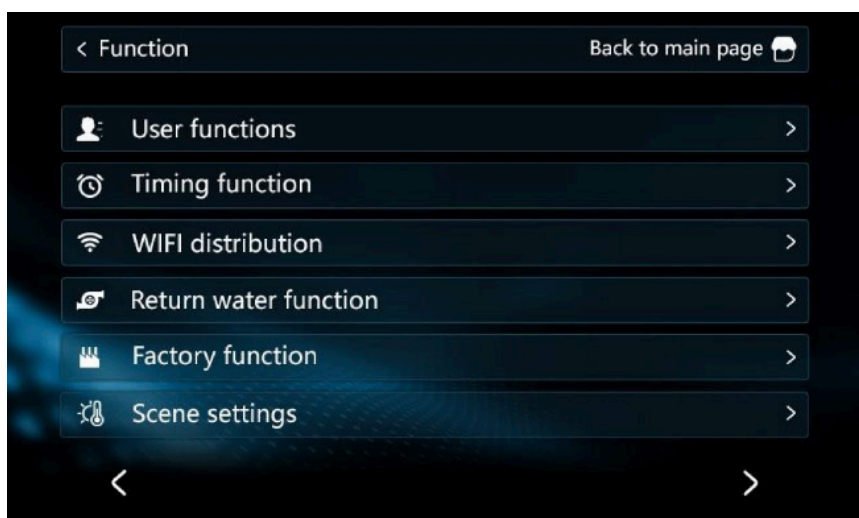 < Function Back to main page
User functions >
Timing function >
WIFI distribution >
Return water function >
Factory function >
Scene settings >
< >